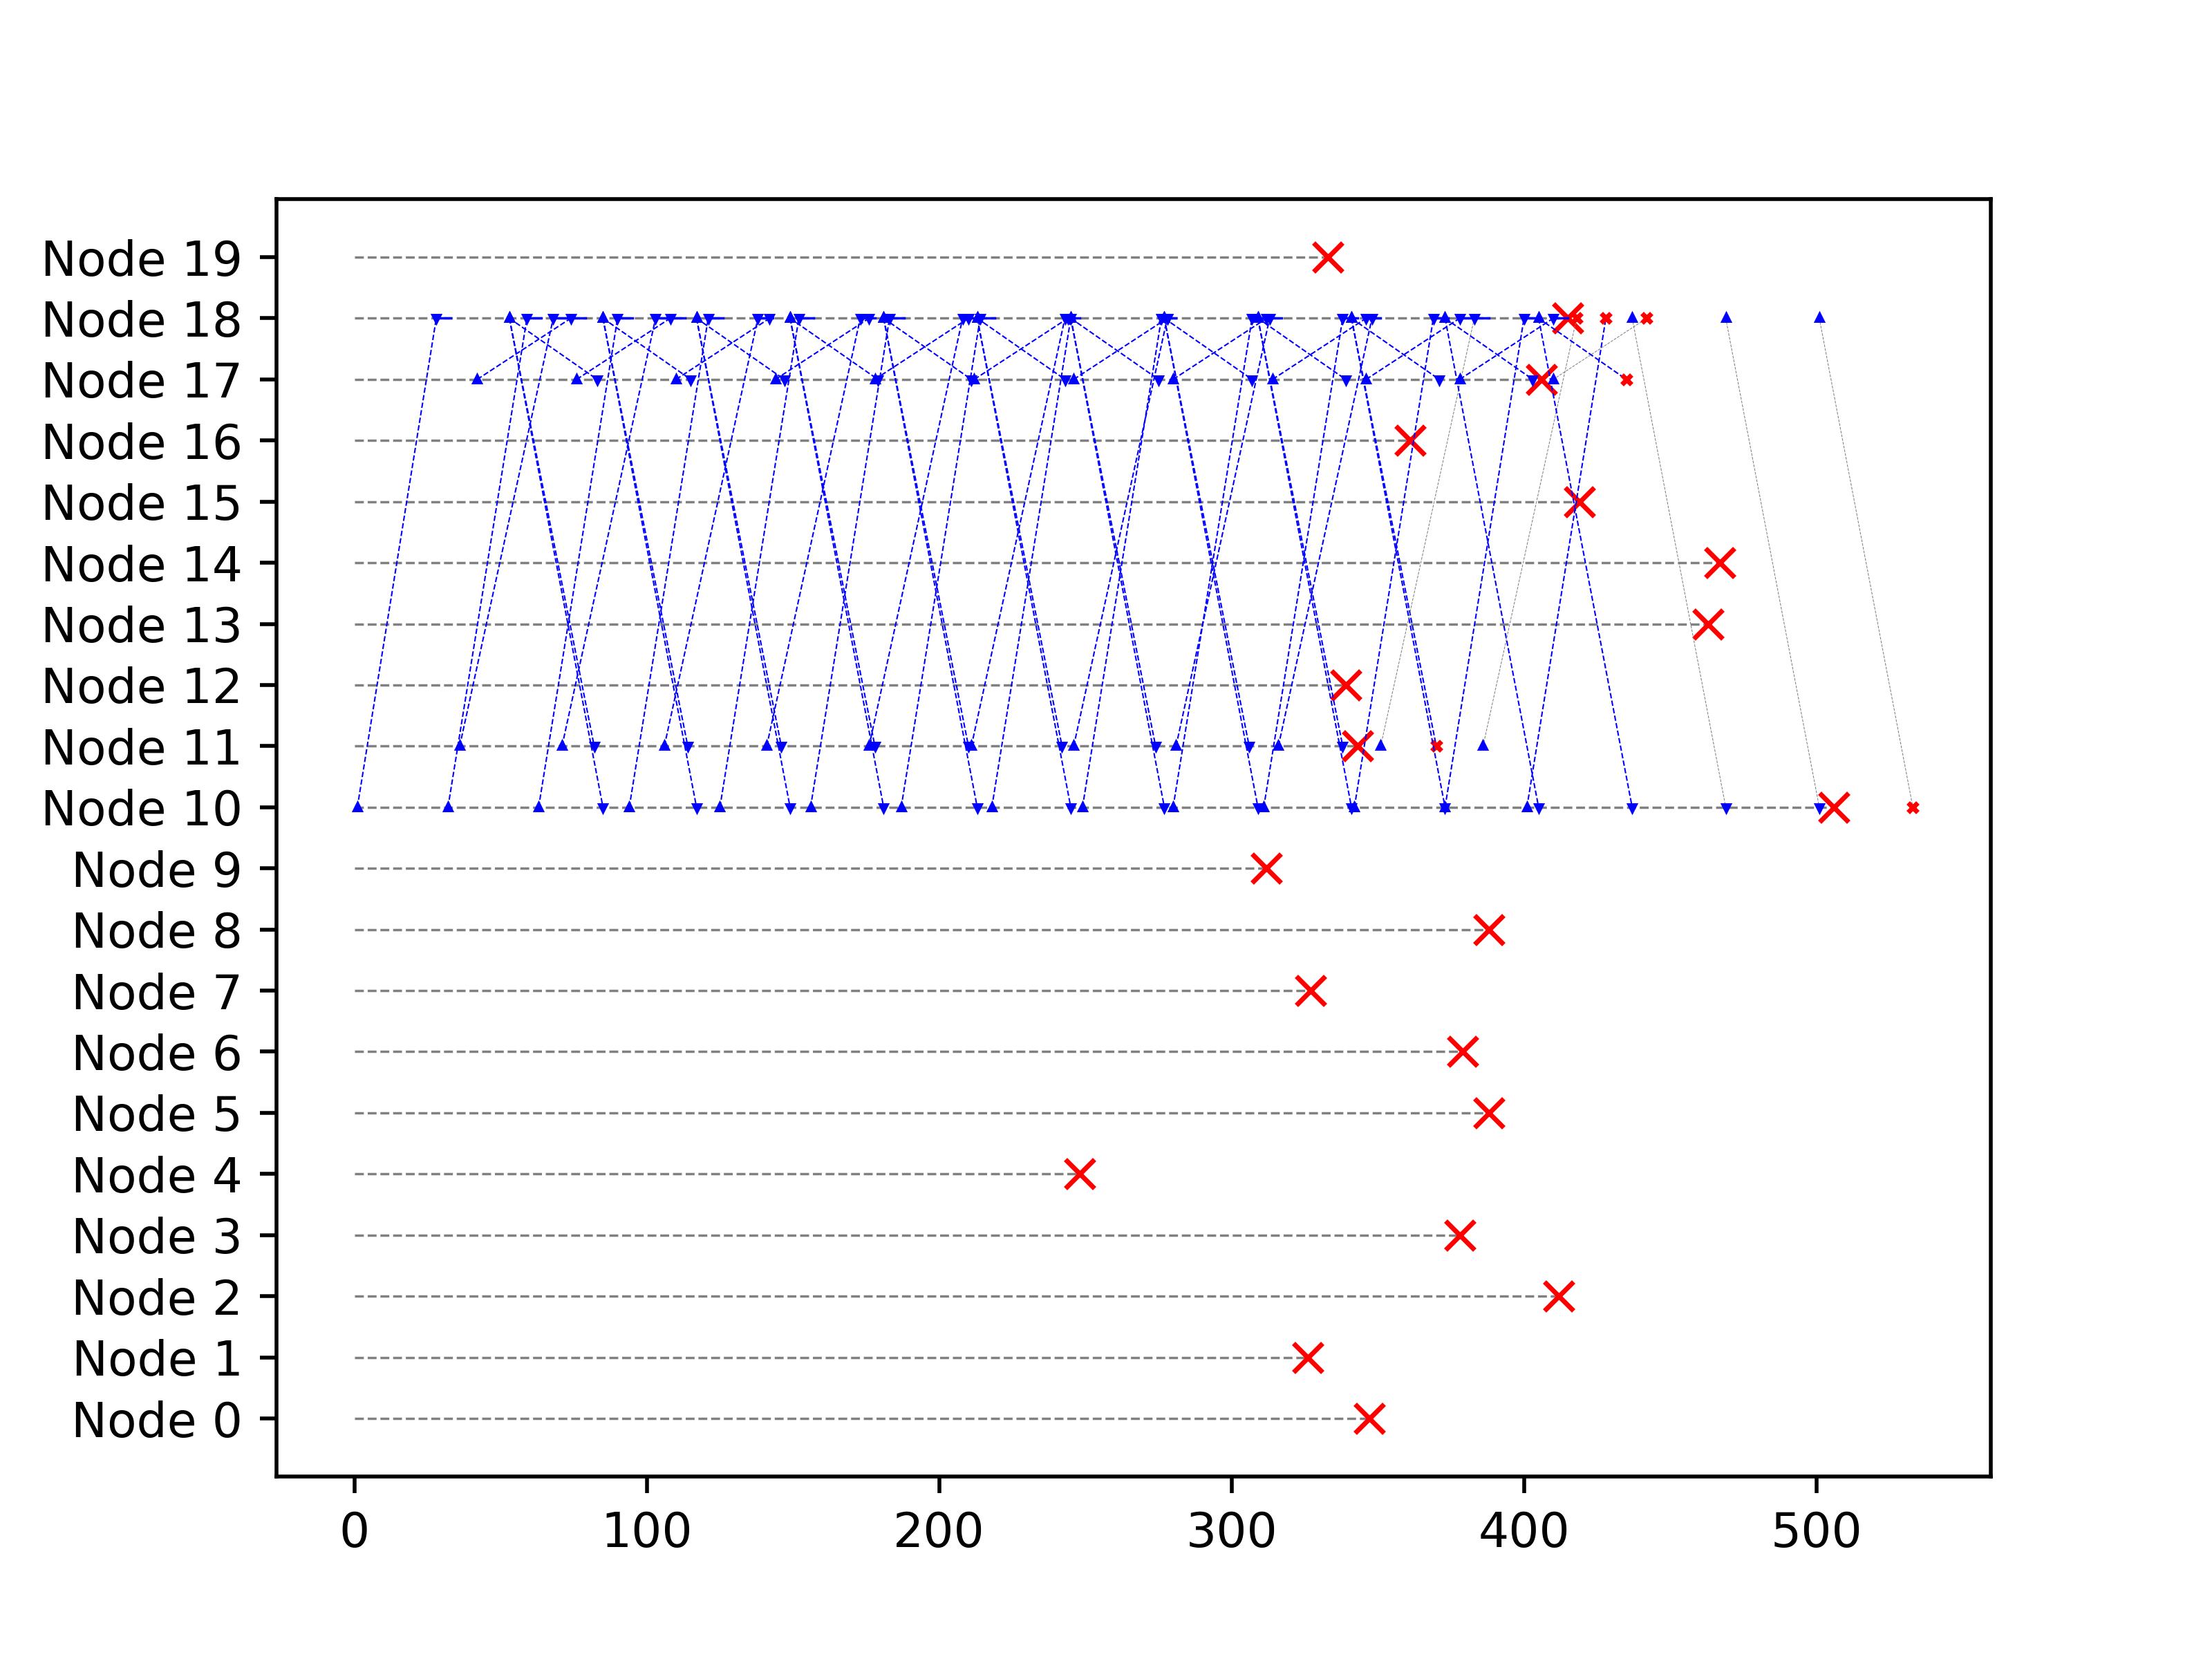 Node 19
Node 18
Node 17
Node 16
Node 15
Node 14
Node 13
Node 12
Node 11
Node 10
Node 9
Node 8
Node 7
Node 6
Node 5
Node 4
Node 3
Node 2
Node 1
Node 0
0 100 200 300 400 500